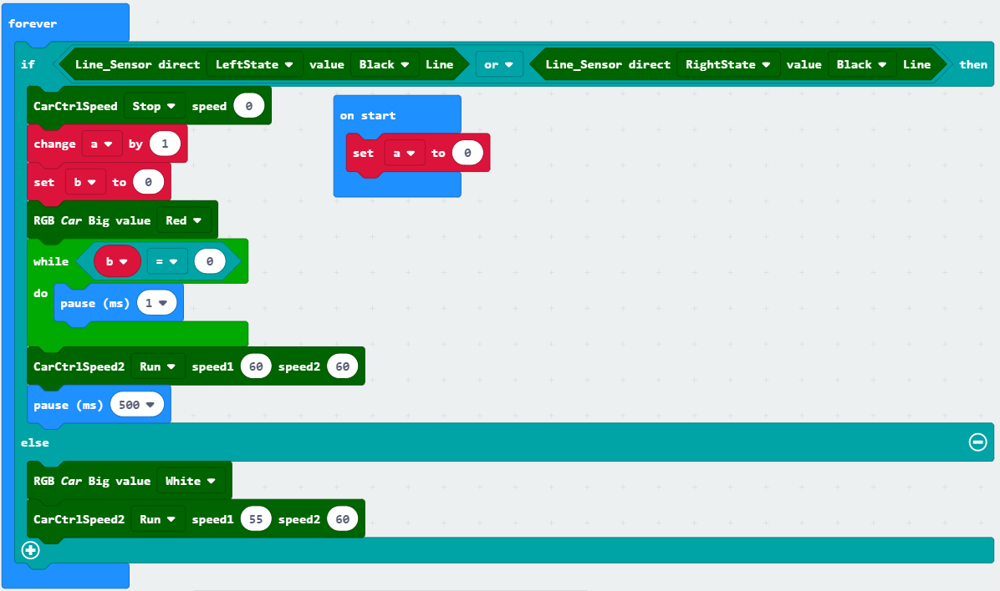 forever
if Line_Sensor direct LeftState value Black Line or Line_Sensor direct RightState value Black Line then
CarCtrlSpeed Stop speed 0
change a by 1
set b to 0
RGB Car Big value Red
while b = 0
do pause (ms) 1
CarCtrlSpeed2 Run speed1 60 speed2 60
pause (ms) 500
else
RGB Car Big value White
CarCtrlSpeed2 Run speed1 55 speed2 60
on start
set a to 0